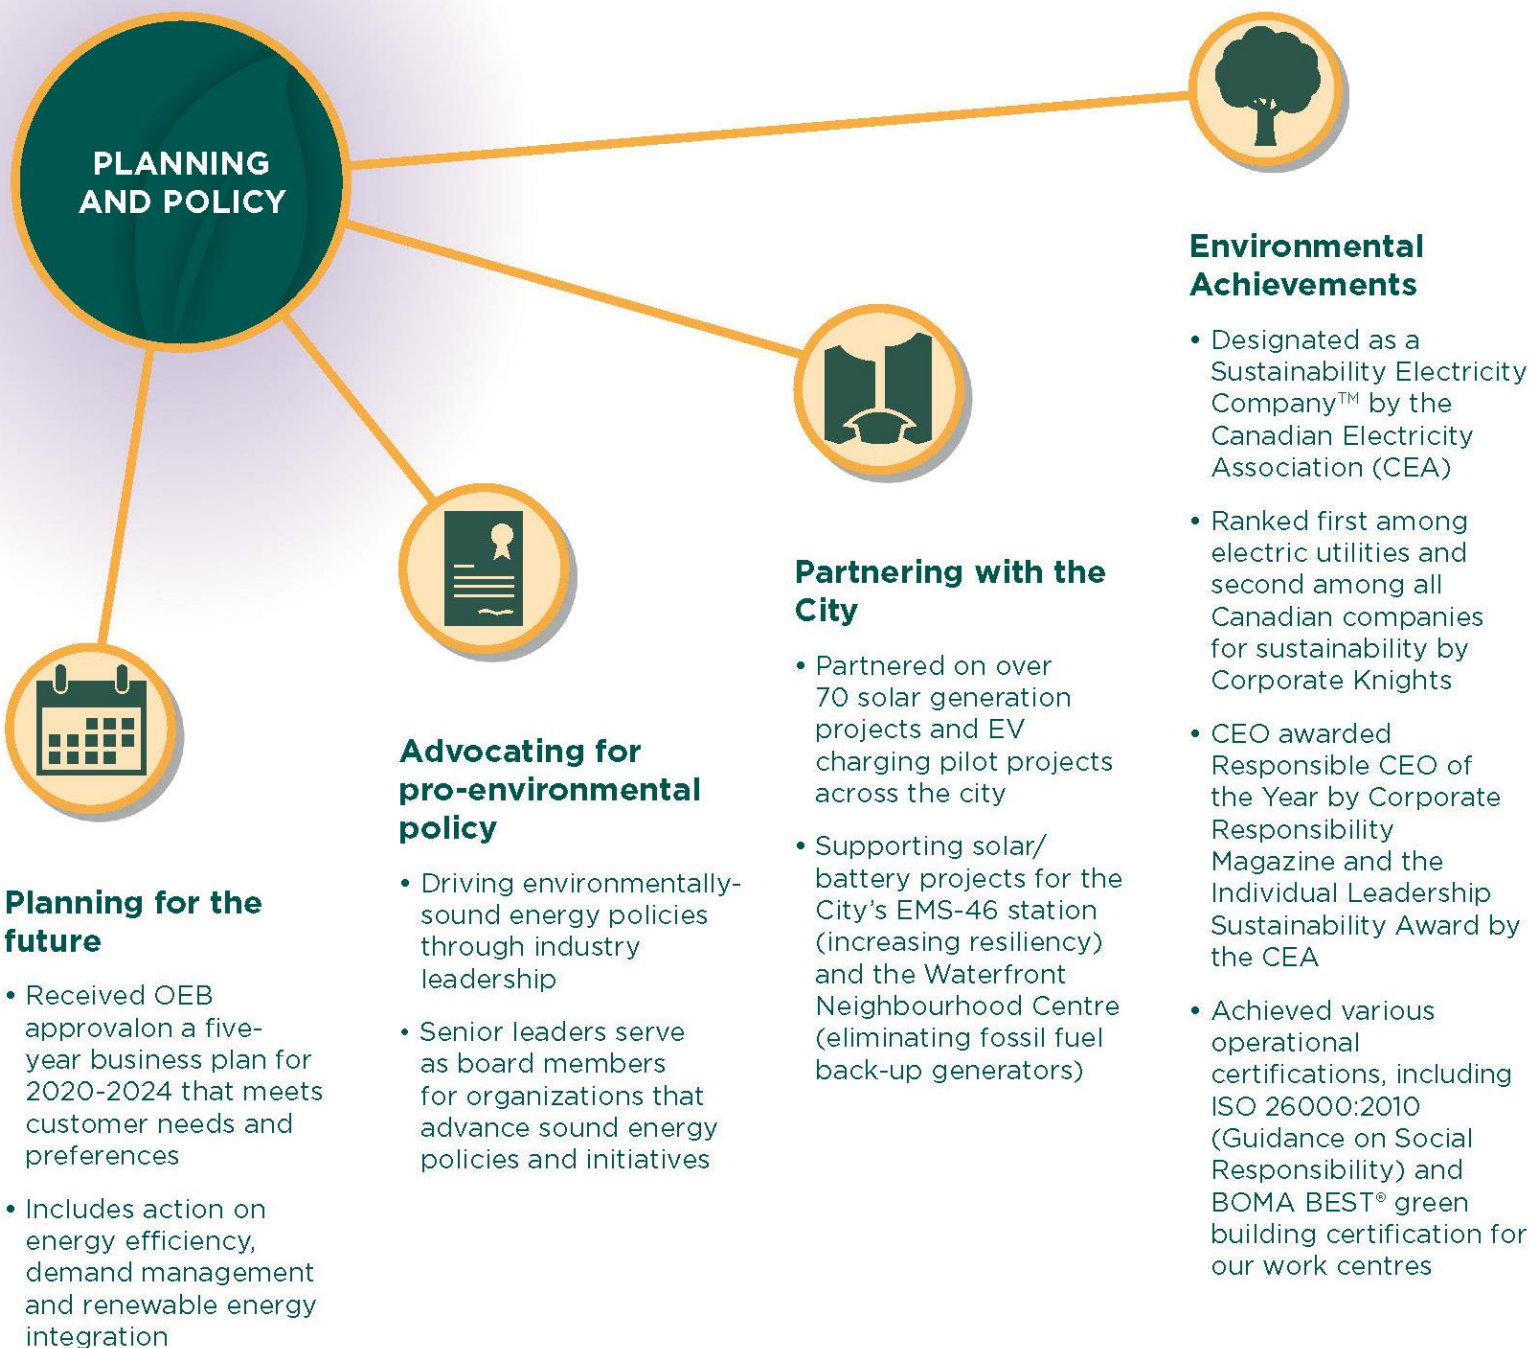 PLANNING
AND POLICY
Planning for the
future
• Received OEB
approvalon a five-
year business plan for
2020-2024 that meets
customer needs and
preferences
• Includes action on
energy efficiency,
demand management
and renewable energy
integration
Advocating for
pro-environmental
policy
• Driving environmentally-
sound energy policies
through industry
leadership
• Senior leaders serve
as board members
for organizations that
advance sound energy
policies and initiatives
Partnering with the
City
• Partnered on over
70 solar generation
projects and EV
charging pilot projects
across the city
• Supporting solar/
battery projects for the
City's EMS-46 station
(increasing resiliency)
and the Waterfront
Neighbourhood Centre
(eliminating fossil fuel
back-up generators)
Environmental
Achievements
• Designated as a
Sustainability Electricity
Company™ by the
Canadian Electricity
Association (CEA)
• Ranked first among
electric utilities and
second among all
Canadian companies
for sustainability by
Corporate Knights
• CEO awarded
Responsible CEO of
the Year by Corporate
Responsibility
Magazine and the
Individual Leadership
Sustainability Award by
the CEA
• Achieved various
operational
certifications, including
ISO 26000:2010
(Guidance on Social
Responsibility) and
BOMA BEST® green
building certification for
our work centres